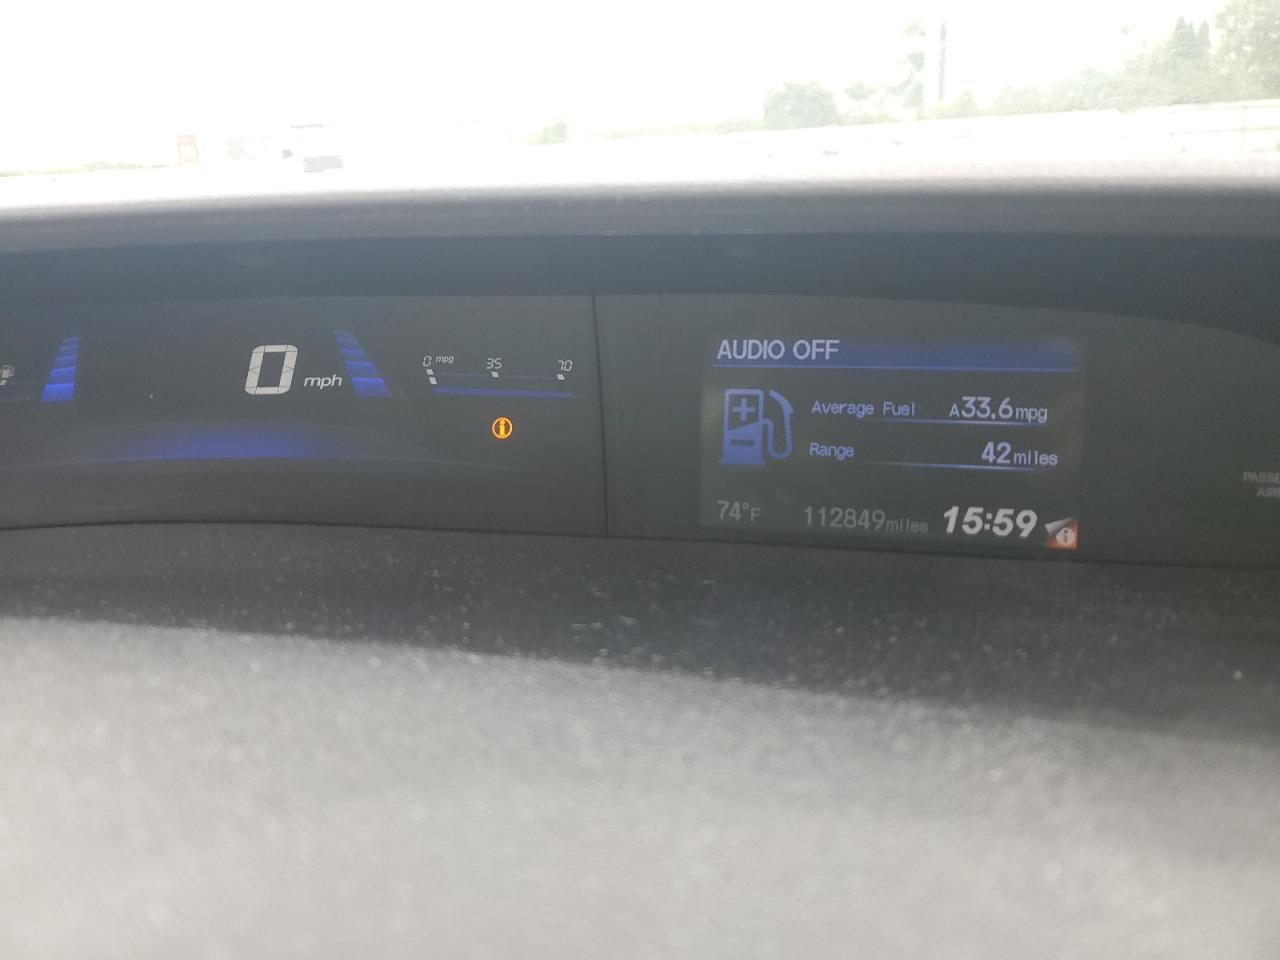 0 mph
0 mpg 35 70
AUDIO OFF
Average Fuel A33.6mpg
Range 42miles
74°F 112849miles 15:59